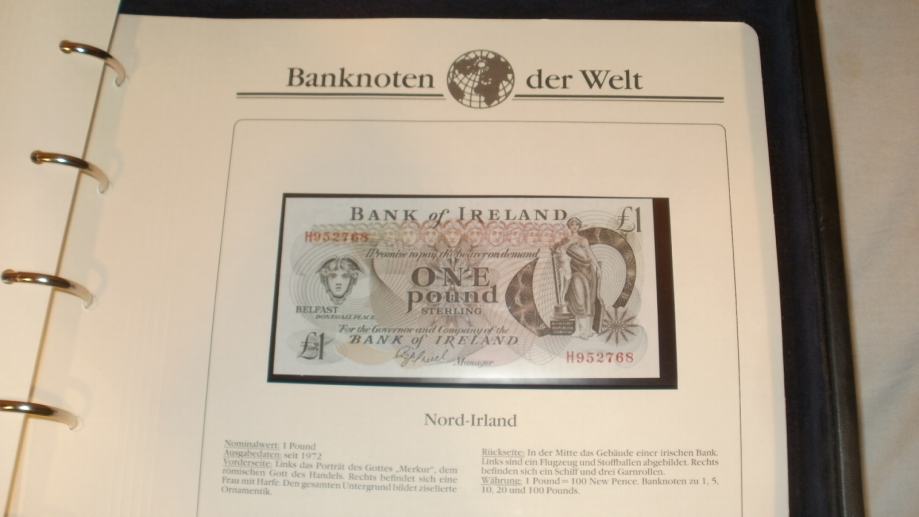 Banknoten der Welt
BANK of IRELAND £1
H952768
I Promise to pay the bearer on demand
ONE
pound
STERLING
BELFAST
DONEGALL PLACE
For the Governor and Company of the
BANK OF IRELAND
£1
Manager
H952768
Nord-Irland
Nominalwert: 1 Pound
Ausgabedaten: seit 1972
Vorderseite: Links das Porträt des Gottes „Merkur“, dem
römischen Gott des Handels. Rechts befindet sich eine
Frau mit Harfe. Den gesamten Untergrund bildet ziselierte
Ornamentik.
Rückseite: In der Mitte das Gebäude einer irischen Bank.
Links sind ein Flugzeug und Stoffballen abgebildet. Rechts
befinden sich ein Schiff und drei Garnrollen.
Währung: 1 Pound = 100 New Pence. Banknoten zu 1, 5,
10, 20 und 100 Pounds.